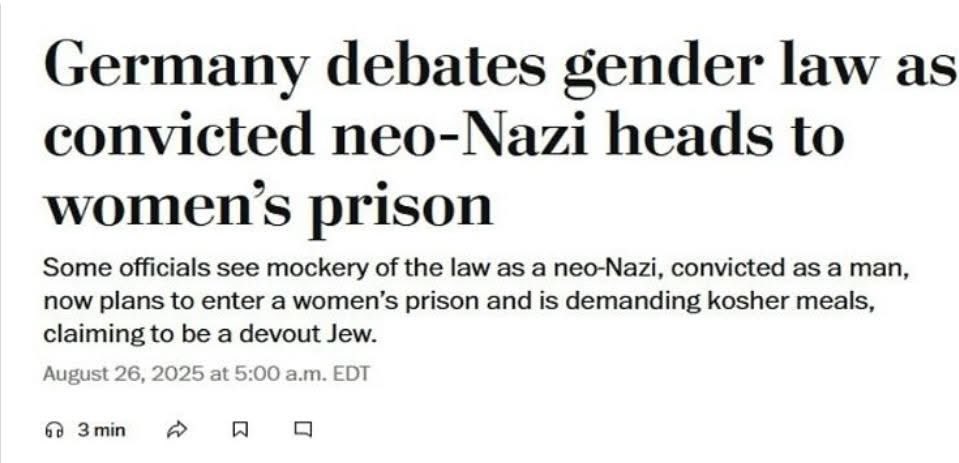 Germany debates gender law as
convicted neo-Nazi heads to
women’s prison
Some officials see mockery of the law as a neo-Nazi, convicted as a man,
now plans to enter a women’s prison and is demanding kosher meals,
claiming to be a devout Jew.
August 26, 2025 at 5:00 a.m. EDT
3 min